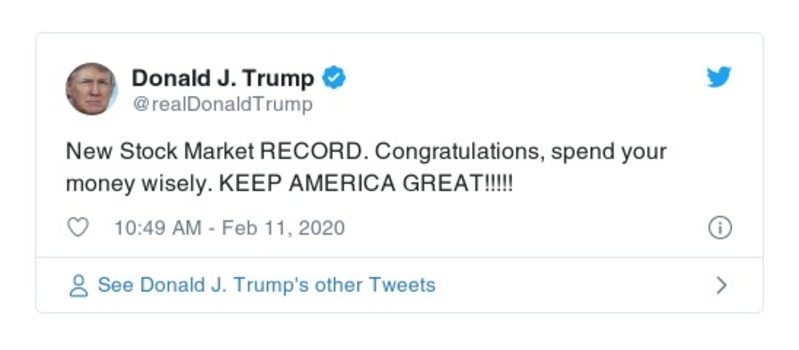 Donald J. Trump
@realDonaldTrump
New Stock Market RECORD. Congratulations, spend your
money wisely. KEEP AMERICA GREAT!!!!!
10:49 AM - Feb 11, 2020
See Donald J. Trump's other Tweets